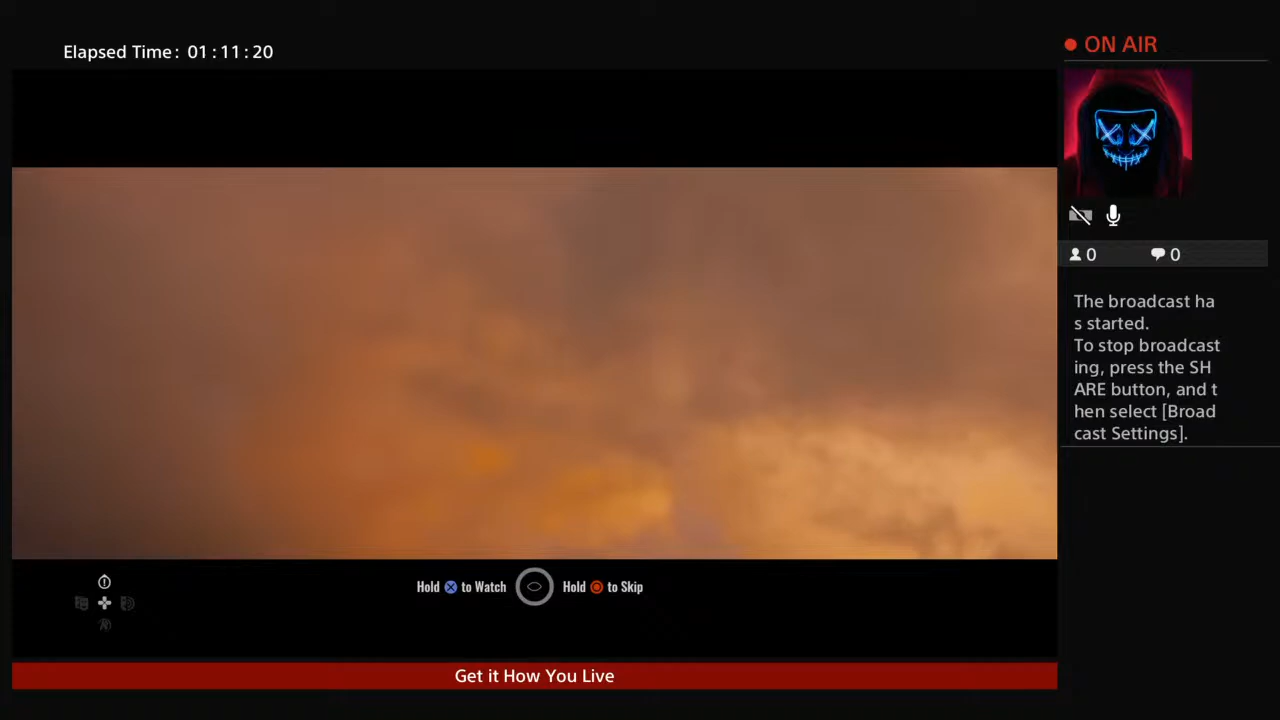 Elapsed Time: 01:11:20
ON AIR
0 0
The broadcast ha
s started.
To stop broadcast
ing, press the SH
ARE button, and t
hen select [Broad
cast Settings].
Hold to Watch Hold to Skip
Get it How You Live